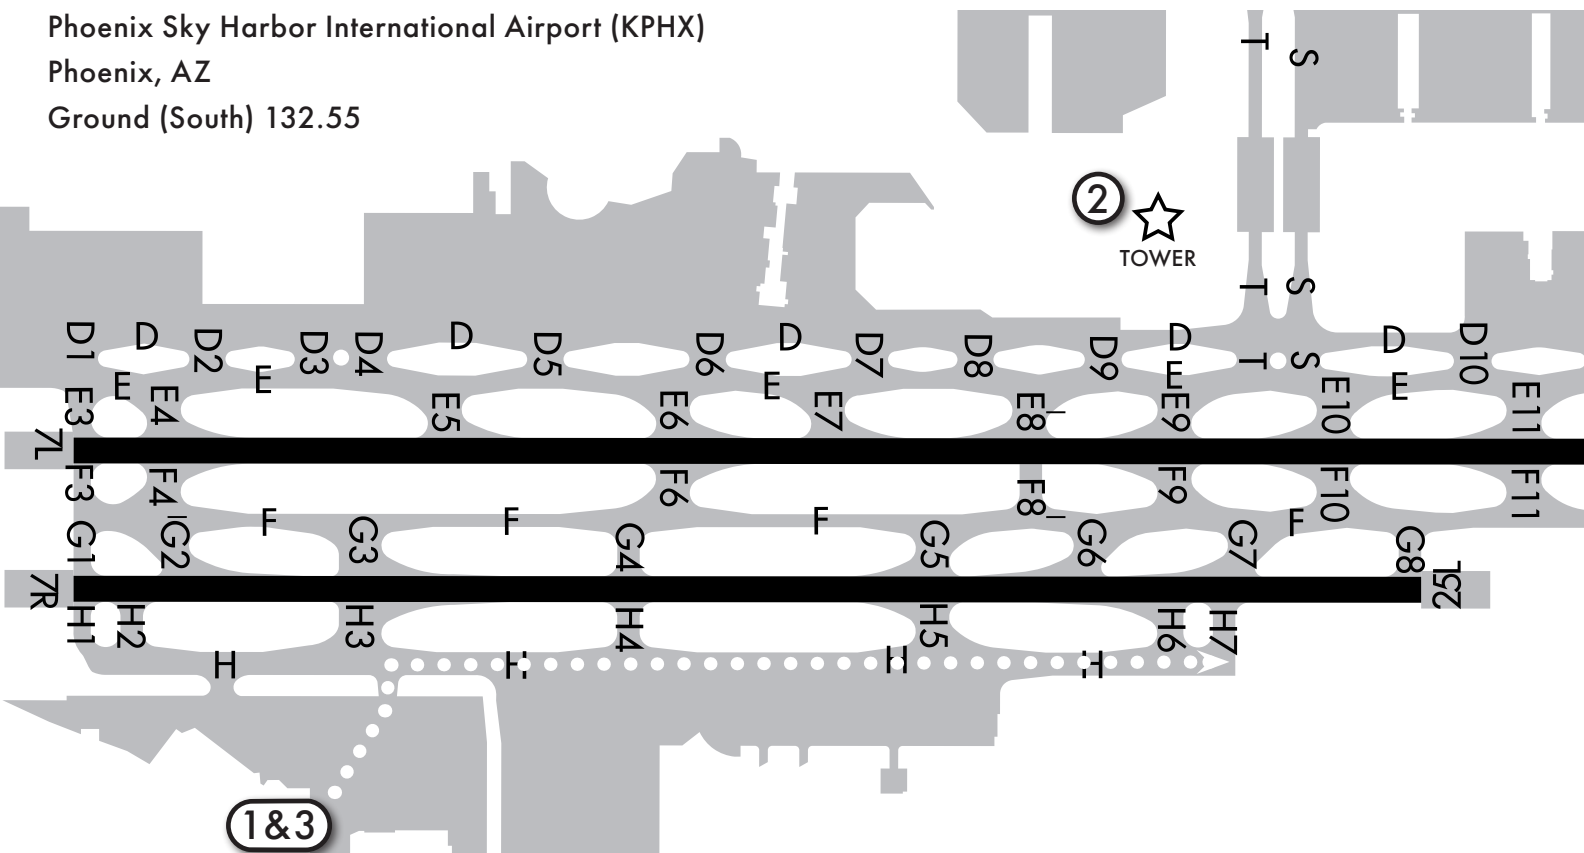 Phoenix Sky Harbor International Airport (KPHX)
Phoenix, AZ
Ground (South) 132.55
T S
2
TOWER
T S
D1 D D2 D3 D4 D D5 D6 D D7 D8 D9 D T S D D10
E E E E E
E3 E4 E5 E6 E7 E8 E9 E10 E11
7L
F3 F4 F6 F8 F9 F10 F11
F F F F
G1 G2 G3 G4 G5 G6 G7 G8
7R 25L
H1 H2 H3 H4 H5 H6 H7
H H H H
1&3